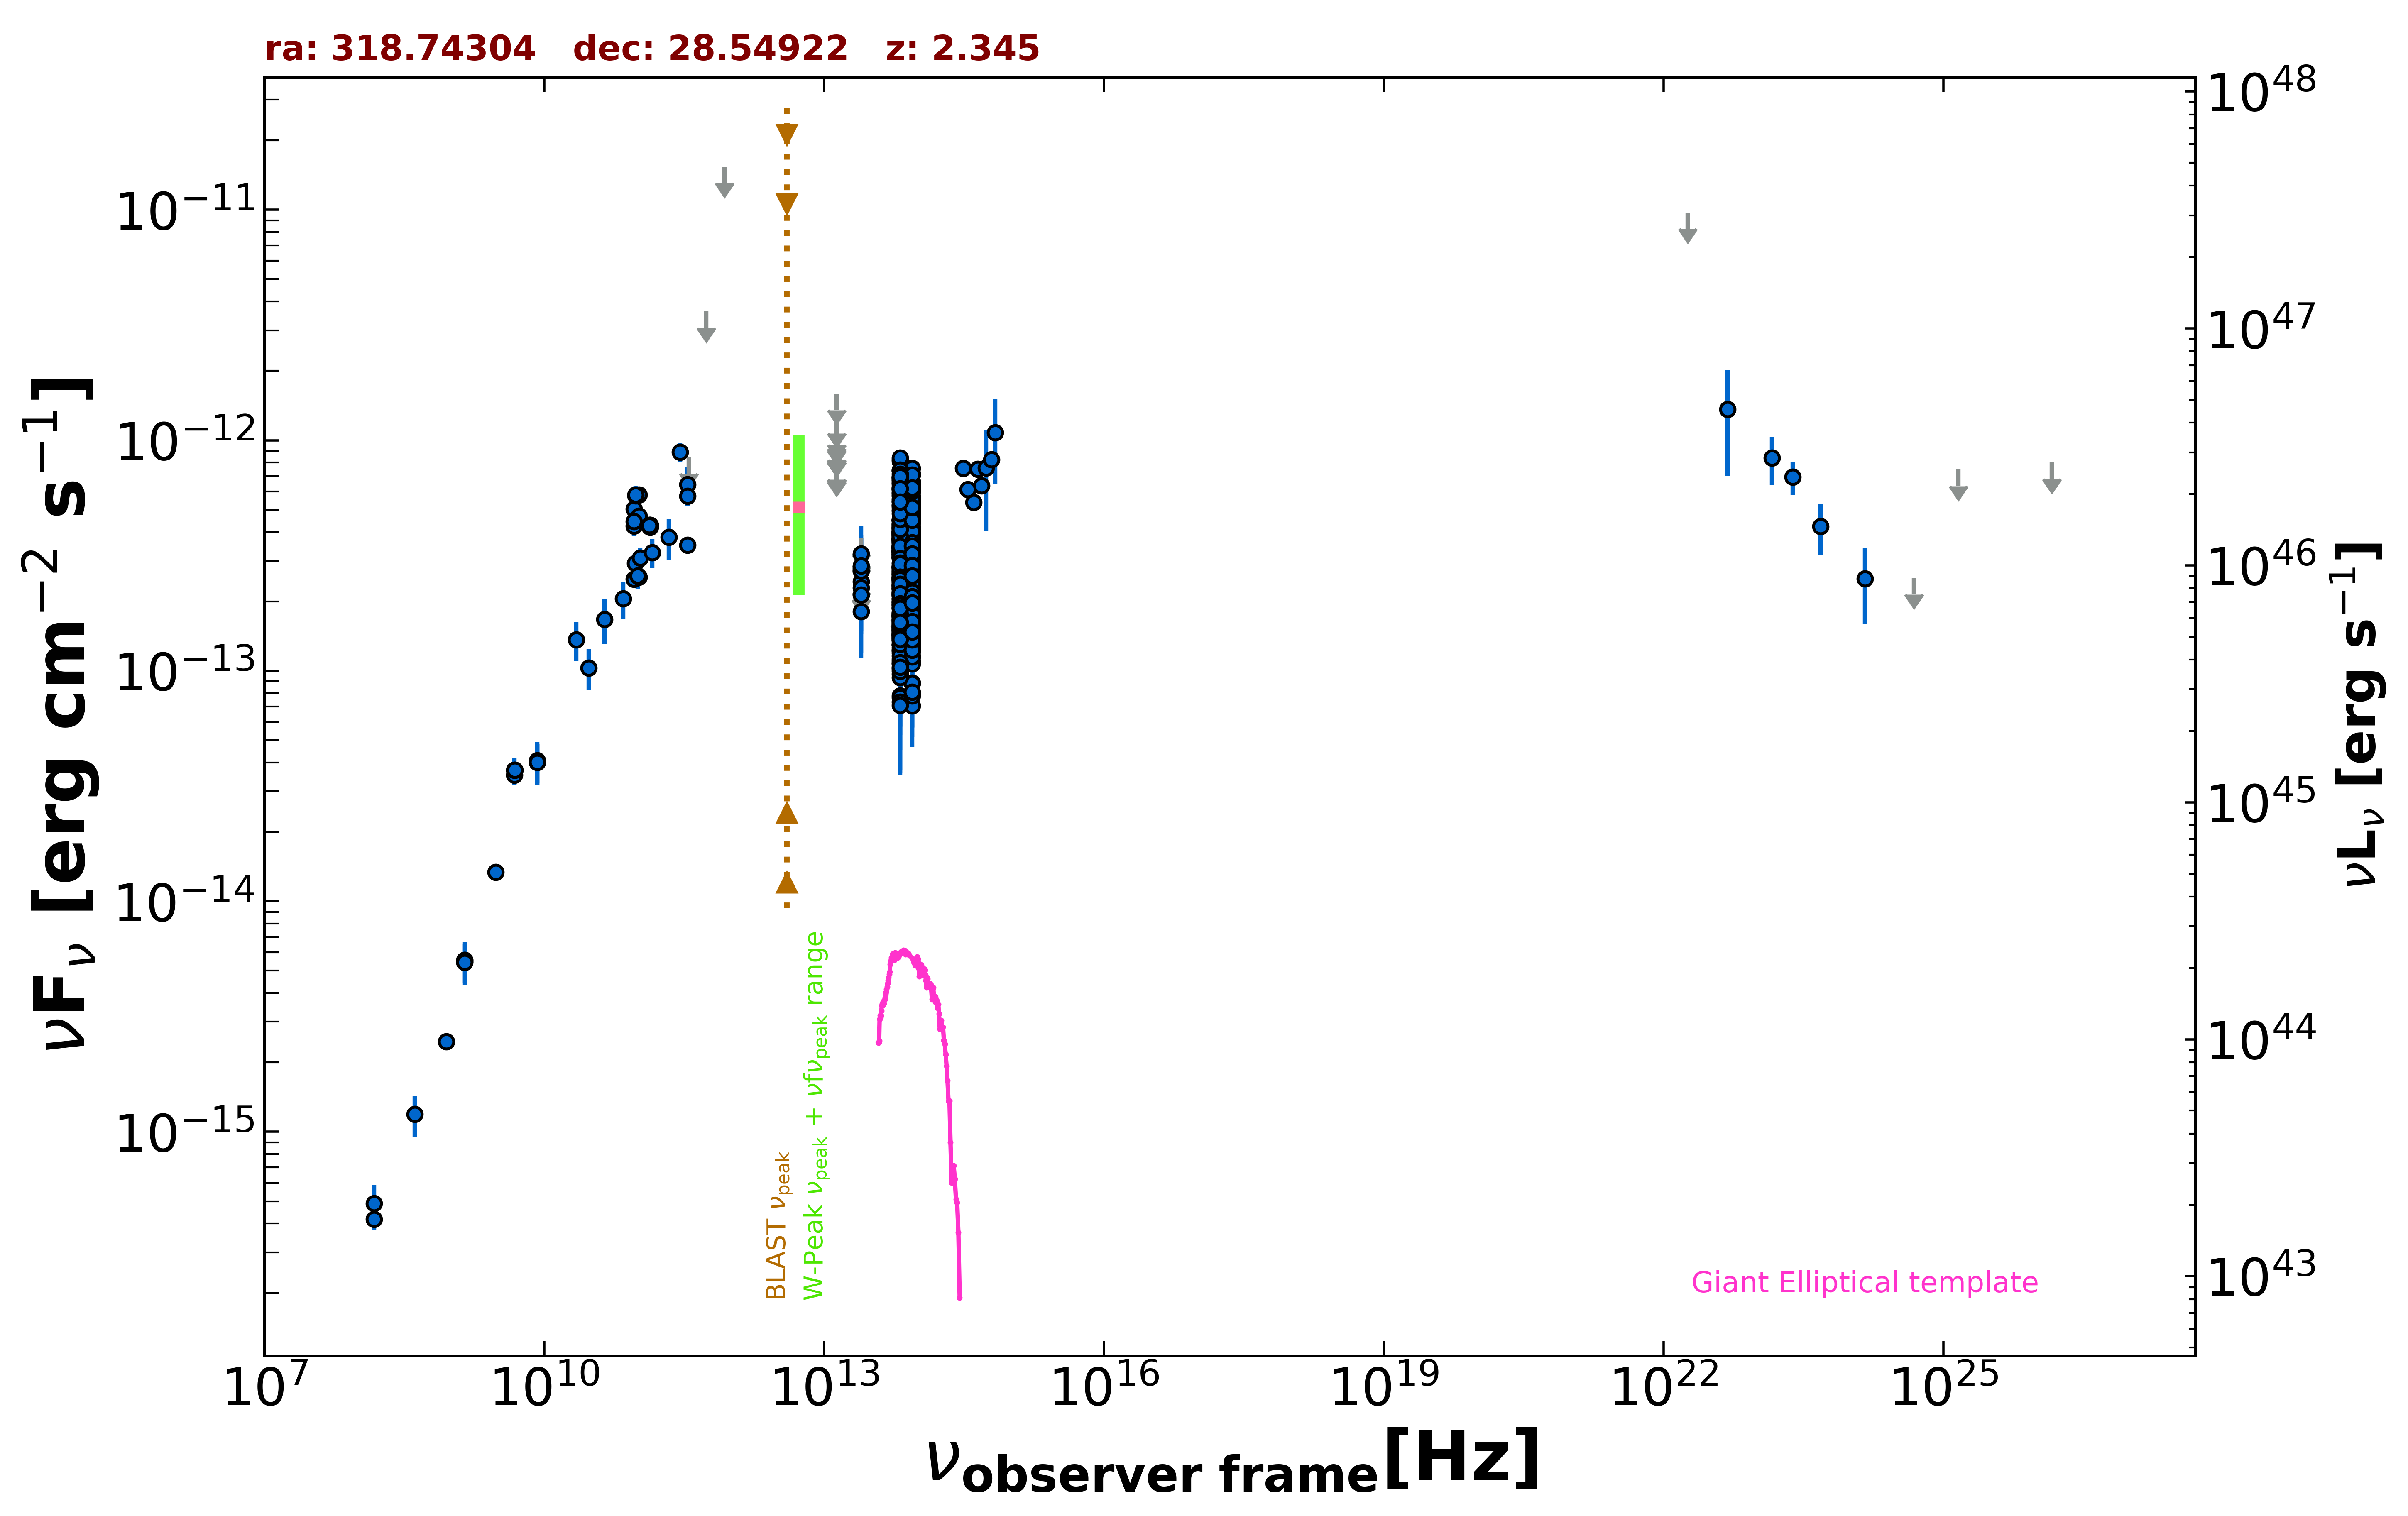 ra: 318.74304   dec: 28.54922   z: 2.345
10^48
10^−11
10^47
10^−12
10^46
10^−13
10^45
10^−14
10^44
10^−15
10^43
νF_ν [erg cm^−2 s^−1]
νL_ν [erg s^−1]
BLAST ν_peak
W-Peak ν_peak + νfν_peak range
Giant Elliptical template
10^7 10^10 10^13 10^16 10^19 10^22 10^25
ν_observer frame[Hz]